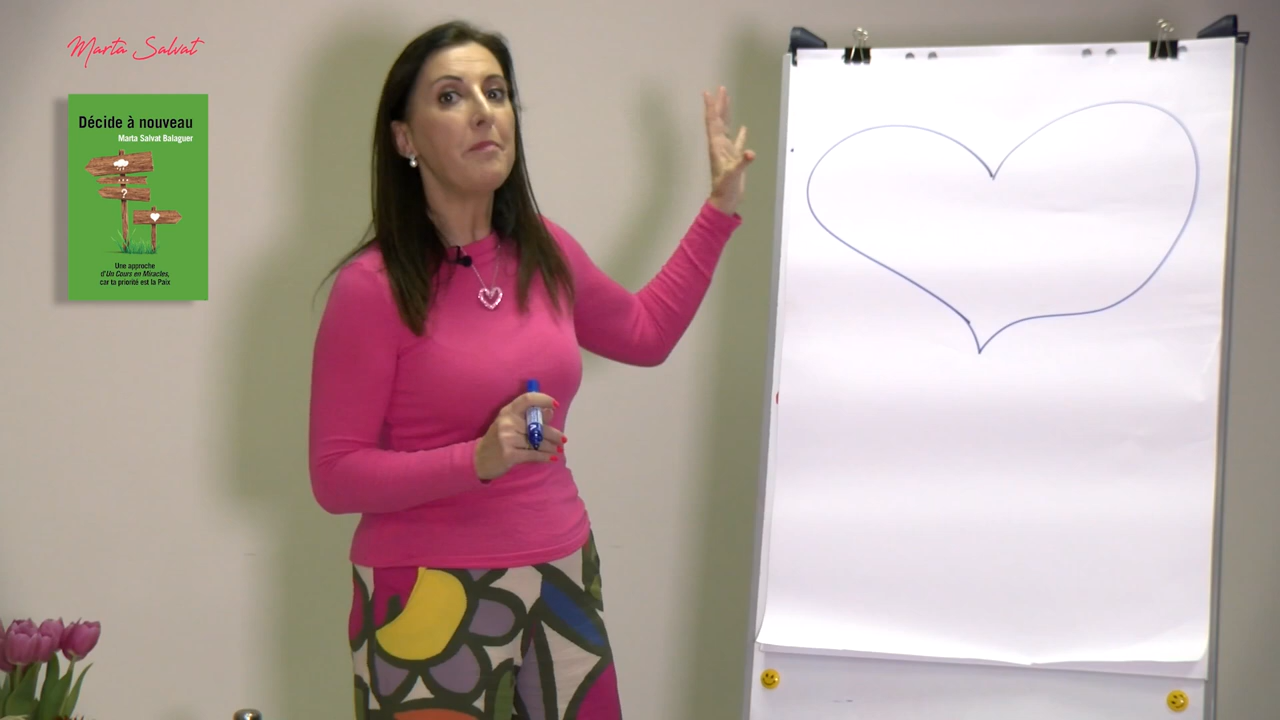 Marta Salvat
Décide à nouveau
Marta Salvat Balaguer
?
Une approche
d'Un Cours en Miracles,
car ta priorité est la Paix